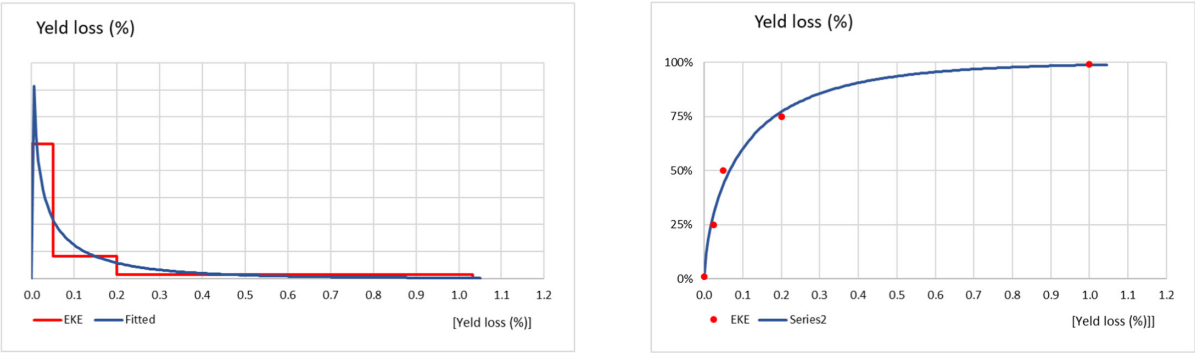 Yeld loss (%)
0.0 0.1 0.2 0.3 0.4 0.5 0.6 0.7 0.8 0.9 1.0 1.1 1.2
EKE Fitted [Yeld loss (%)]
Yeld loss (%)
100%
75%
50%
25%
0%
0.0 0.1 0.2 0.3 0.4 0.5 0.6 0.7 0.8 0.9 1.0 1.1 1.2
EKE Series2 [Yeld loss (%)]]]